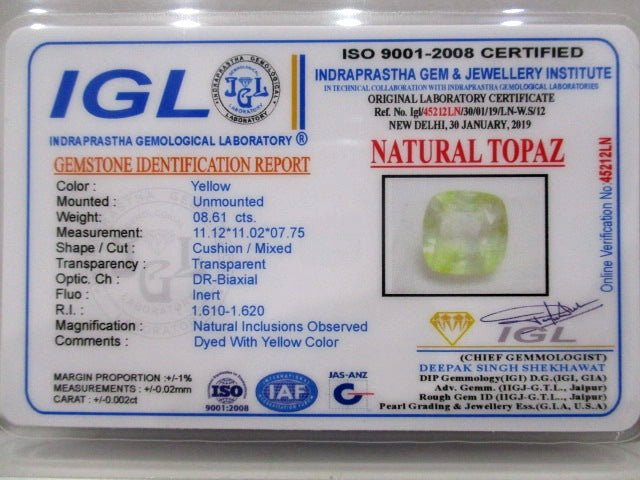 IGL
INDRAPRASTHA GEMOLOGICAL LABORATORY
INDRAPRASTHA GEMOLOGICAL LABORATORY ®
GEMSTONE IDENTIFICATION REPORT
Color : Yellow
Mounted : Unmounted
Weight: 08.61 cts.
Measurement: 11.12*11.02*07.75
Shape / Cut : Cushion / Mixed
Transparency : Transparent
Optic. Ch : DR-Biaxial
Fluo : Inert
R.I. : 1.610-1.620
Magnification : Natural Inclusions Observed
Comments : Dyed With Yellow Color
MARGIN PROPORTION :+/-1%
MEASUREMENTS : +/-0.02mm
CARAT : +/-0.002ct
ISO
9001:2008
IAF
JAS-ANZ
ISO 9001-2008 CERTIFIED
INDRAPRASTHA GEM & JEWELLERY INSTITUTE
IN TECHNICAL COLLABORATION WITH INDRAPRASTHA GEMOLOGICAL LABORATORIES
ORIGINAL LABORATORY CERTIFICATE
Ref. No. Igl/45212LN/30/01/19/LN-W.S/12
NEW DELHI, 30 JANUARY, 2019
NATURAL TOPAZ
Online Verification No 45212LN
IGL
(CHIEF GEMMOLOGIST)
DEEPAK SINGH SHEKHAWAT
DIP Gemmology(IGI) D.G.(IGI, GIA)
Adv. Gemm. (IIGJ-G.T.L., Jaipur)
Rough Gem ID (IIGJ-G.T.L., Jaipur)
Pearl Grading & Jewellery Ess.(G.I.A, U.S.A)